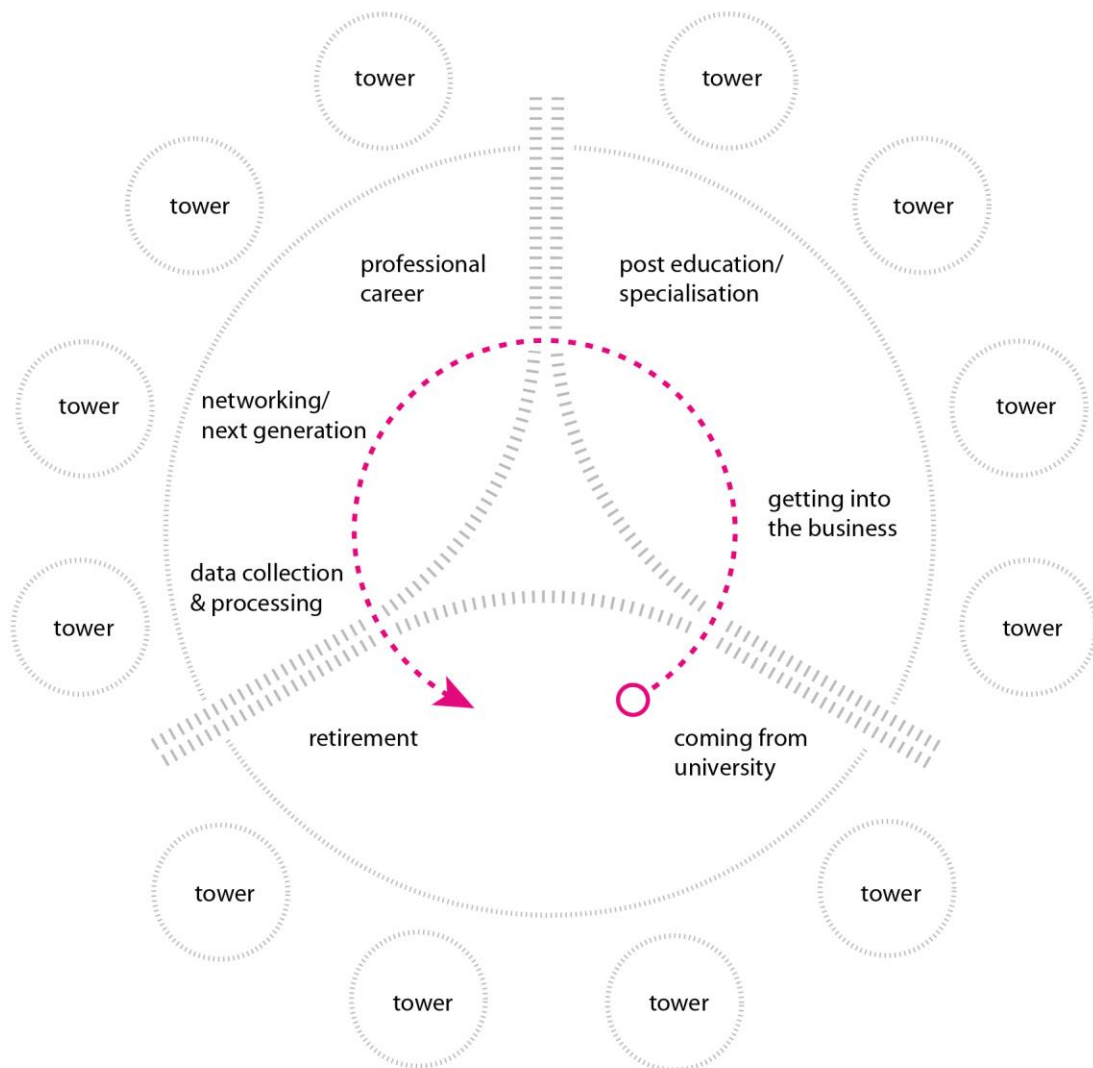 tower
tower
tower
tower
professional
career
post education/
specialisation
tower
tower
networking/
next generation
getting into
the business
data collection
& processing
tower
tower
retirement
coming from
university
tower
tower
tower
tower